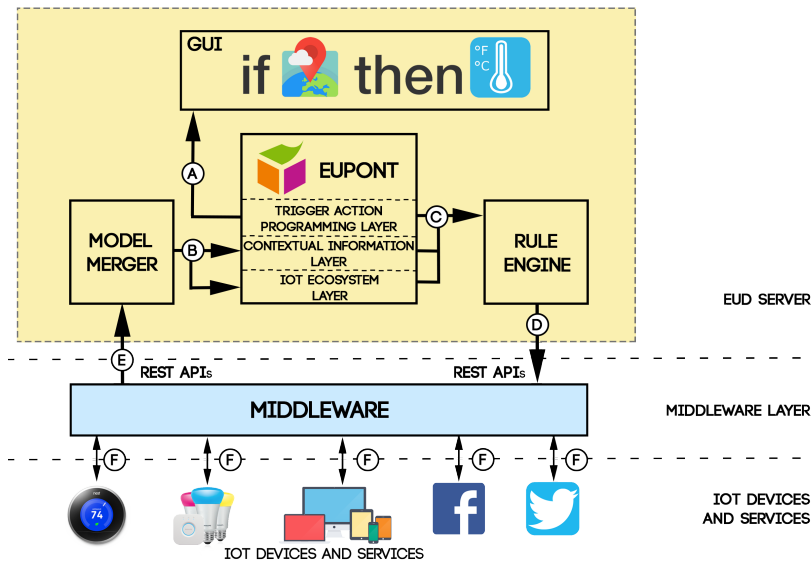 GUI
if then
°F
°C
A
EUPONT
TRIGGER ACTION
PROGRAMMING LAYER
C
MODEL
MERGER
B
CONTEXTUAL INFORMATION
LAYER
IOT ECOSYSTEM
LAYER
RULE
ENGINE
EUD SERVER
D
E
REST APIs
REST APIs
MIDDLEWARE
MIDDLEWARE LAYER
F
F
F
F
F
nest
74
IOT DEVICES
AND SERVICES
IOT DEVICES AND SERVICES